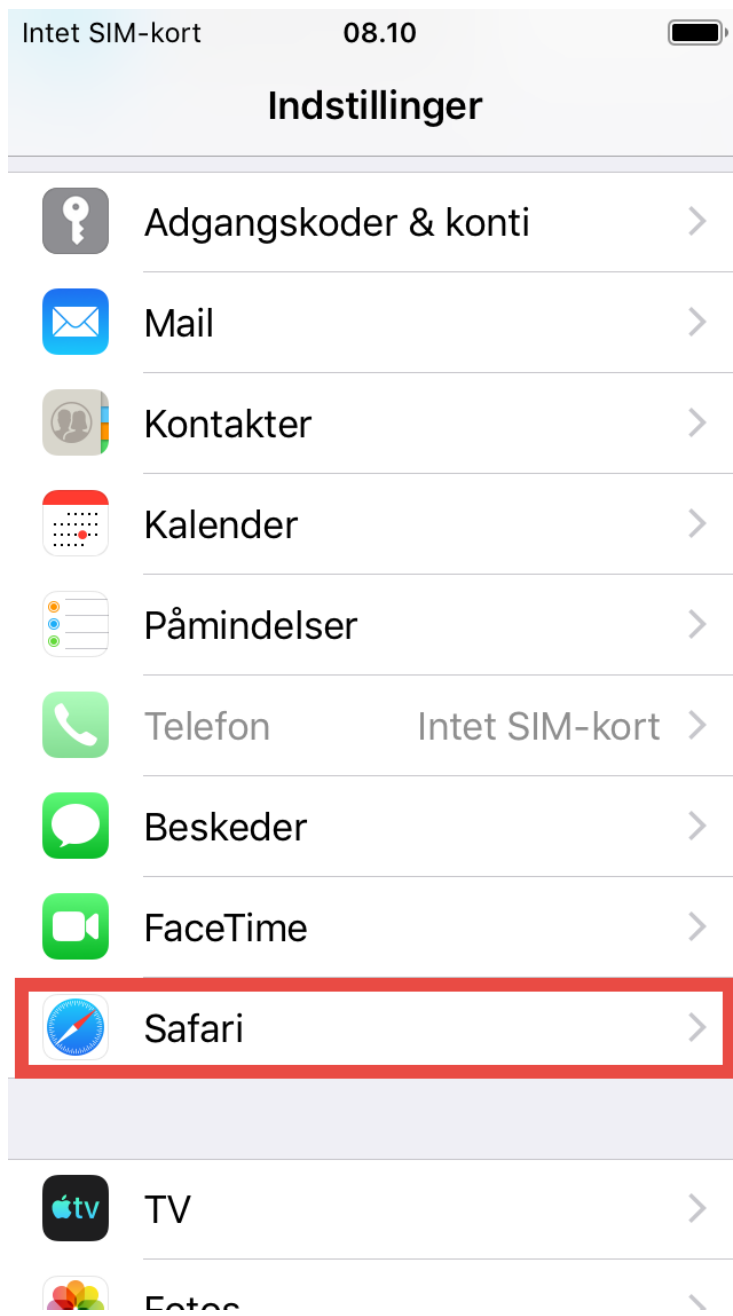 Intet SIM-kort 08.10
Indstillinger
Adgangskoder & konti
Mail
Kontakter
Kalender
Påmindelser
Telefon Intet SIM-kort
Beskeder
FaceTime
Safari
tv TV
Fotos